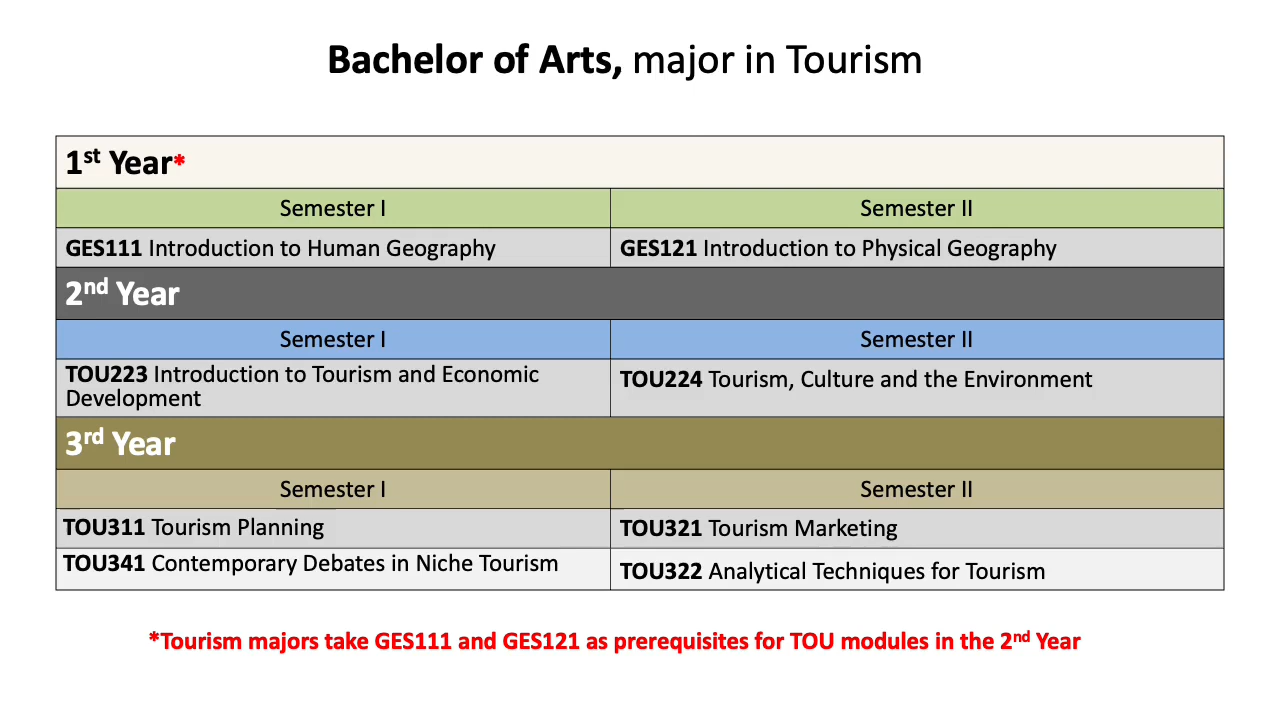 Bachelor of Arts, major in Tourism
1st Year*
Semester I
Semester II
GES111 Introduction to Human Geography
GES121 Introduction to Physical Geography
2nd Year
Semester I
Semester II
TOU223 Introduction to Tourism and Economic
Development
TOU224 Tourism, Culture and the Environment
3rd Year
Semester I
Semester II
TOU311 Tourism Planning
TOU321 Tourism Marketing
TOU341 Contemporary Debates in Niche Tourism
TOU322 Analytical Techniques for Tourism
*Tourism majors take GES111 and GES121 as prerequisites for TOU modules in the 2nd Year